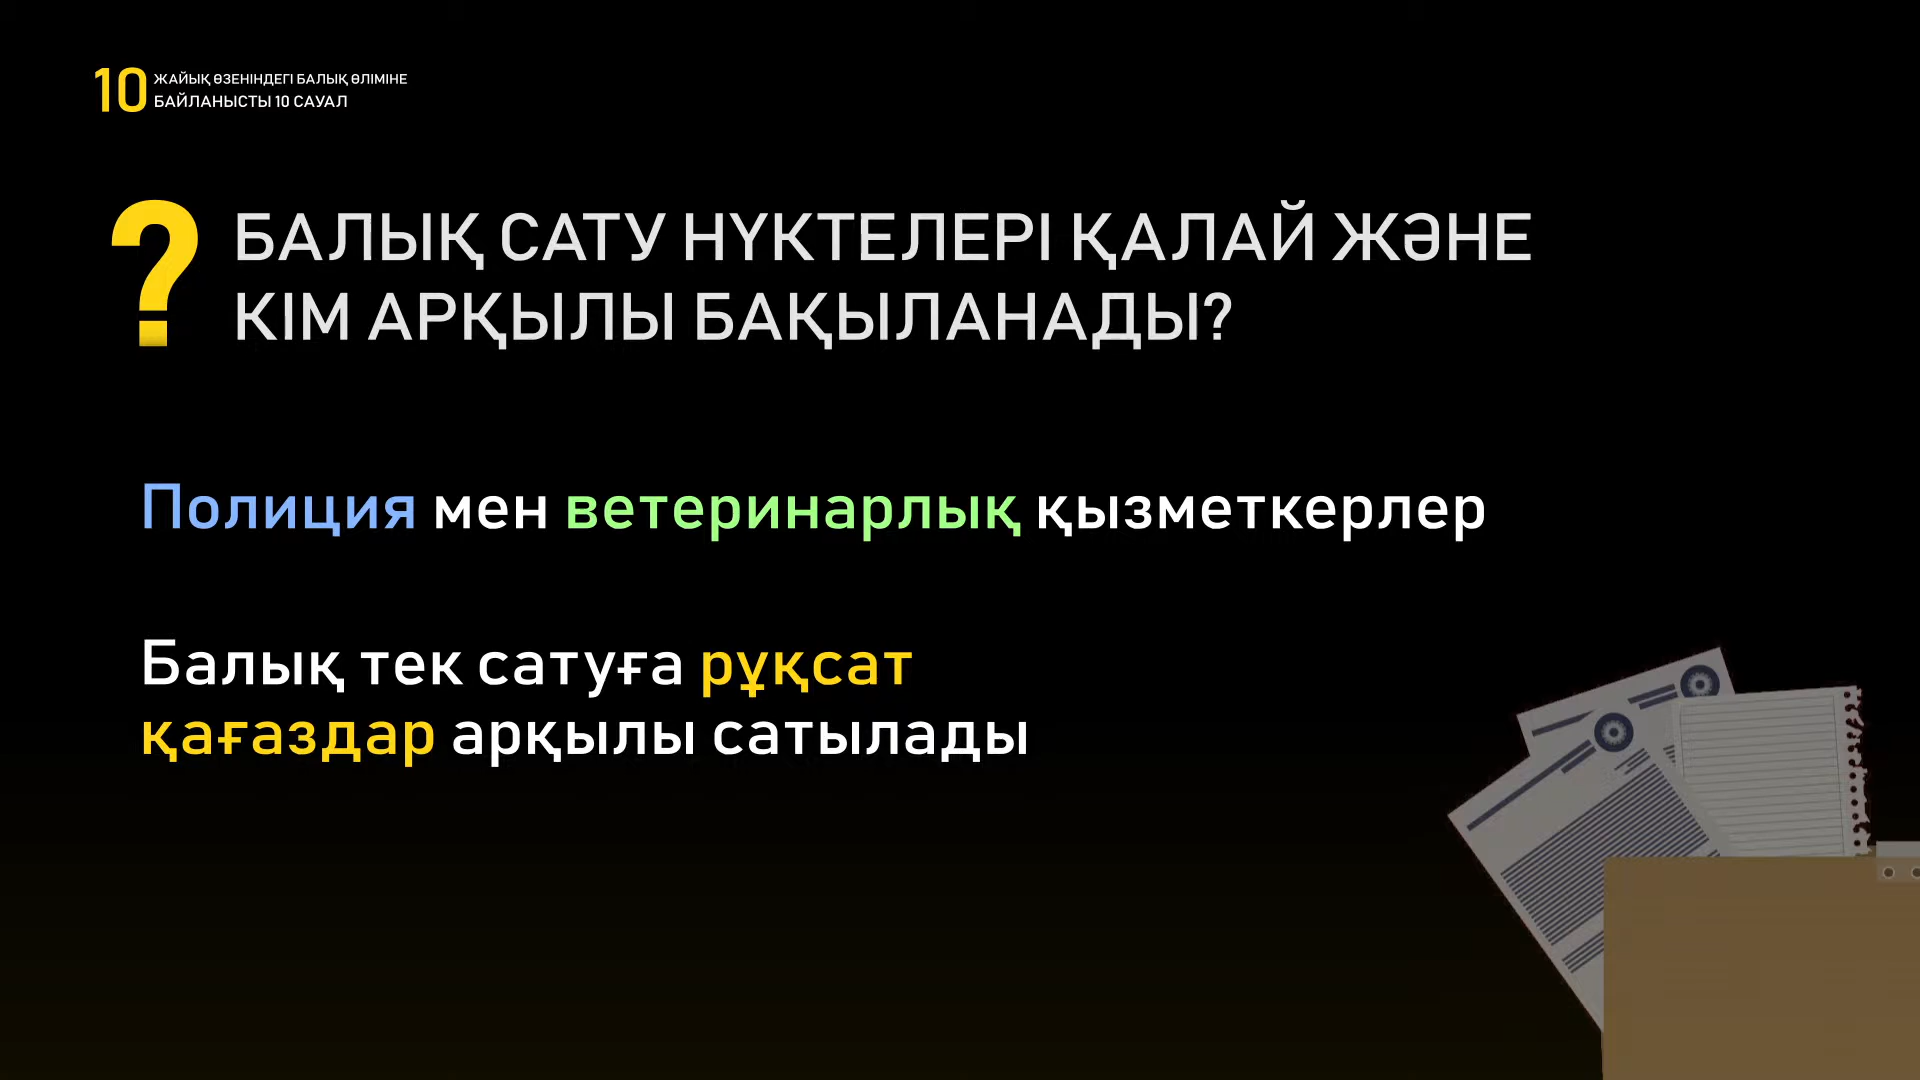 10 ЖАЙЫҚ ӨЗЕНІНДЕГІ БАЛЫҚ ӨЛІМІНЕ
БАЙЛАНЫСТЫ 10 САУАЛ
? БАЛЫҚ САТУ НҮКТЕЛЕРІ ҚАЛАЙ ЖӘНЕ
КІМ АРҚЫЛЫ БАҚЫЛАНАДЫ?
Полиция мен ветеринарлық қызметкерлер
Балық тек сатуға рұқсат
қағаздар арқылы сатылады